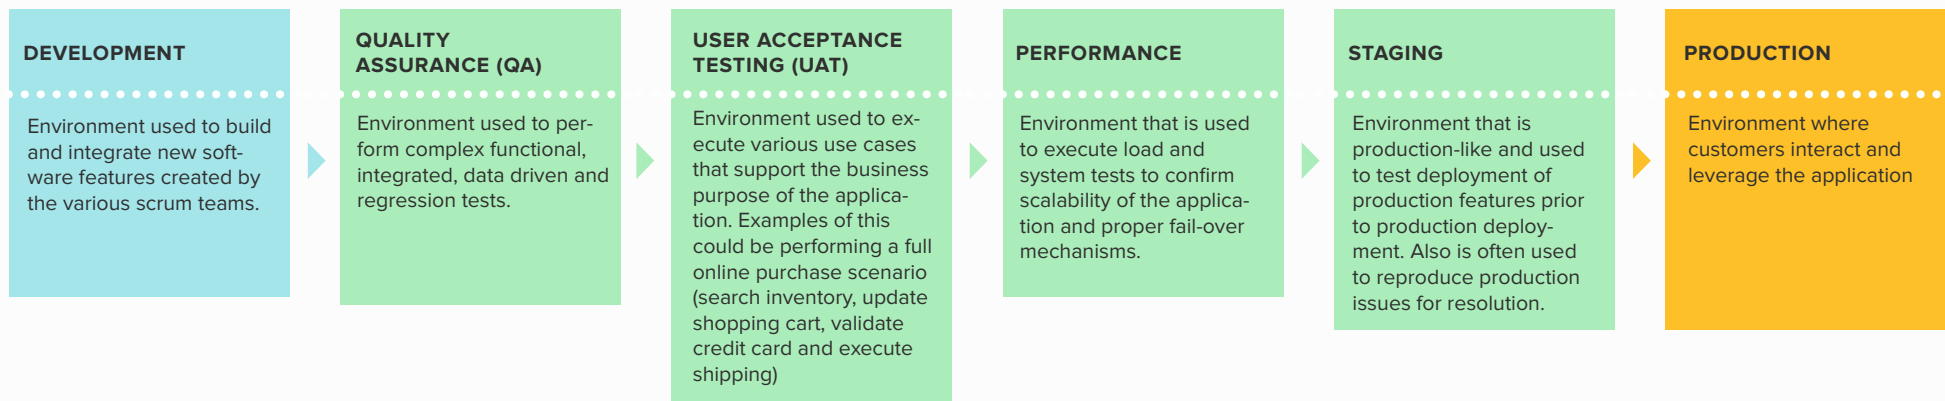 DEVELOPMENT
Environment used to build
and integrate new soft-
ware features created by
the various scrum teams.
QUALITY
ASSURANCE (QA)
Environment used to per-
form complex functional,
integrated, data driven and
regression tests.
USER ACCEPTANCE
TESTING (UAT)
Environment used to ex-
ecute various use cases
that support the business
purpose of the applica-
tion. Examples of this
could be performing a full
online purchase scenario
(search inventory, update
shopping cart, validate
credit card and execute
shipping)
PERFORMANCE
Environment that is used
to execute load and
system tests to confirm
scalability of the applica-
tion and proper fail-over
mechanisms.
STAGING
Environment that is
production-like and used
to test deployment of
production features prior
to production deploy-
ment. Also is often used
to reproduce production
issues for resolution.
PRODUCTION
Environment where
customers interact and
leverage the application